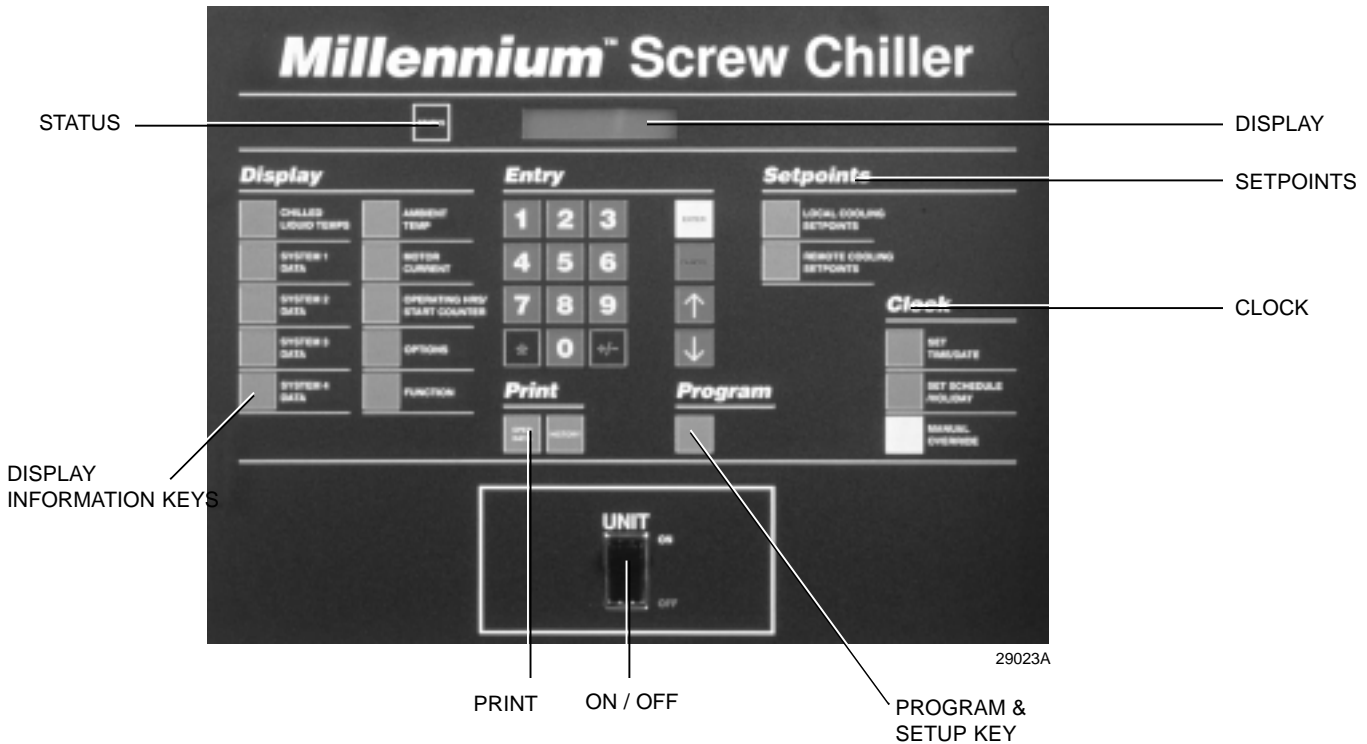 Millennium™ Screw Chiller
STATUS
STATUS
DISPLAY
Display
Entry
Setpoints
SETPOINTS
CHILLED
LIQUID TEMPS
SYSTEM 1
DATA
SYSTEM 2
DATA
SYSTEM 3
DATA
SYSTEM 4
DATA
AMBIENT
TEMP
MOTOR
CURRENT
OPERATING HRS/
START COUNTER
OPTIONS
FUNCTION
1 2 3
4 5 6
7 8 9
* 0 +/-
ENTER
↑
↓
LOCAL COOLING
SETPOINTS
REMOTE COOLING
SETPOINTS
Clock
CLOCK
SET
TIME/DATE
SET SCHEDULE
/HOLIDAY
MANUAL
OVERRIDE
Print
OPER
DATA
HISTORY
Program
DISPLAY
INFORMATION KEYS
UNIT
ON
OFF
29023A
PRINT
ON / OFF
PROGRAM &
SETUP KEY